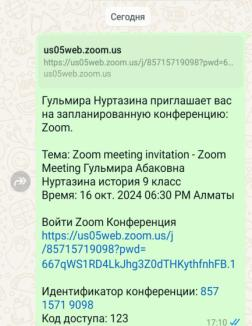 Сегодня
us05web.zoom.us
https://us05web.zoom.us/j/85715719098?pwd=6...
us05web.zoom.us
Гульмира Нуртазина приглашает вас
на запланированную конференцию:
Zoom.
Тема: Zoom meeting invitation - Zoom
Meeting Гульмира Абаковна
Нуртазина история 9 класс
Время: 16 окт. 2024 06:30 PM Алматы
Войти Zoom Конференция
https://us05web.zoom.us/j
/85715719098?pwd=
667qWS1RD4LkJhg3Z0dTHKythfnhFB.1
Идентификатор конференции: 857
1571 9098
Код доступа: 123
17:10